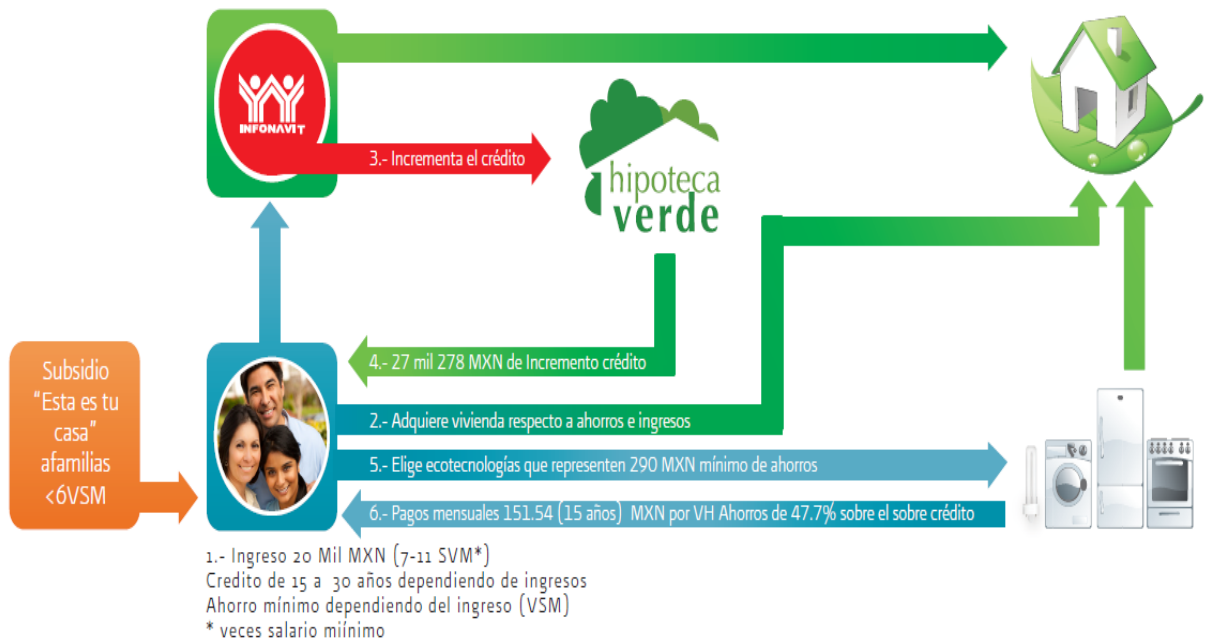 INFONAVIT
3.- Incrementa el crédito
hipoteca
verde
4.- 27 mil 278 MXN de Incremento crédito
Subsidio
"Esta es tu
casa"
afamilias
<6VSM
2.- Adquiere vivienda respecto a ahorros e ingresos
5.- Elige ecotecnologías que representen 290 MXN mínimo de ahorros
6.- Pagos mensuales 151.54 (15 años) MXN por VH Ahorros de 47.7% sobre el sobre crédito
1.- Ingreso 20 Mil MXN (7-11 SVM*)
Credito de 15 a 30 años dependiendo de ingresos
Ahorro mínimo dependiendo del ingreso (VSM)
* veces salario miínimo